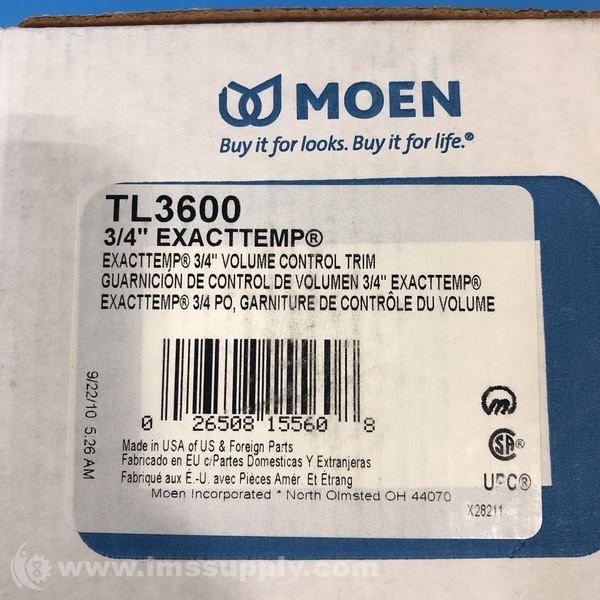 MOEN
Buy it for looks. Buy it for life.®
TL3600
3/4" EXACTTEMP®
EXACTTEMP® 3/4" VOLUME CONTROL TRIM
GUARNICIÓN DE CONTROL DE VOLUMEN 3/4" EXACTTEMP®
EXACTTEMP® 3/4 PO, GARNITURE DE CONTRÔLE DU VOLUME
9/22/10 5:26 AM
0 26508 15560 8
Made in USA of US & Foreign Parts
Fabricado en EU c/Partes Domesticas Y Extranjeras
Fabriqué aux É.-U. avec Pièces Amér. Et Étrang
Moen Incorporated * North Olmsted OH 44070
SA®
UPC®
X28211
© www.imssupply.com